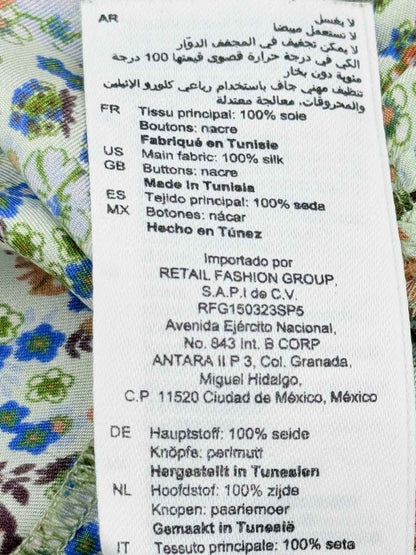 AR
لا يغسل
لا تستعمل مبيضا
لا يمكن تجفيف في المجفف الدوّار
الكي في درجة حرارة قصوى قيمتها 100 درجة
مئوية دون بخار
تنظيف مهني جاف باستخدام رباعي كلورو الإثيلين
والمحروقات. معالجة معتدلة
FR Tissu principal: 100% soie
Boutons: nacre
Fabriqué en Tunisie
US Main fabric: 100% silk
GB Buttons: nacre
Made in Tunisia
ES Tejido principal: 100% seda
MX Botones: nácar
Hecho en Túnez
Importado por
RETAIL FASHION GROUP,
S.A.P.I de C.V.
RFG150323SP5
Avenida Ejército Nacional,
No. 843 Int. B CORP
ANTARA II P 3, Col. Granada,
Miguel Hidalgo,
C.P 11520 Ciudad de México, México
DE Hauptstoff: 100% seide
Knöpfe: perlmutt
Hergestellt in Tunesien
NL Hoofdstof: 100% zijde
Knopen: paarlemoer
Gemaakt in Tunesië
IT Tessuto principale: 100% seta